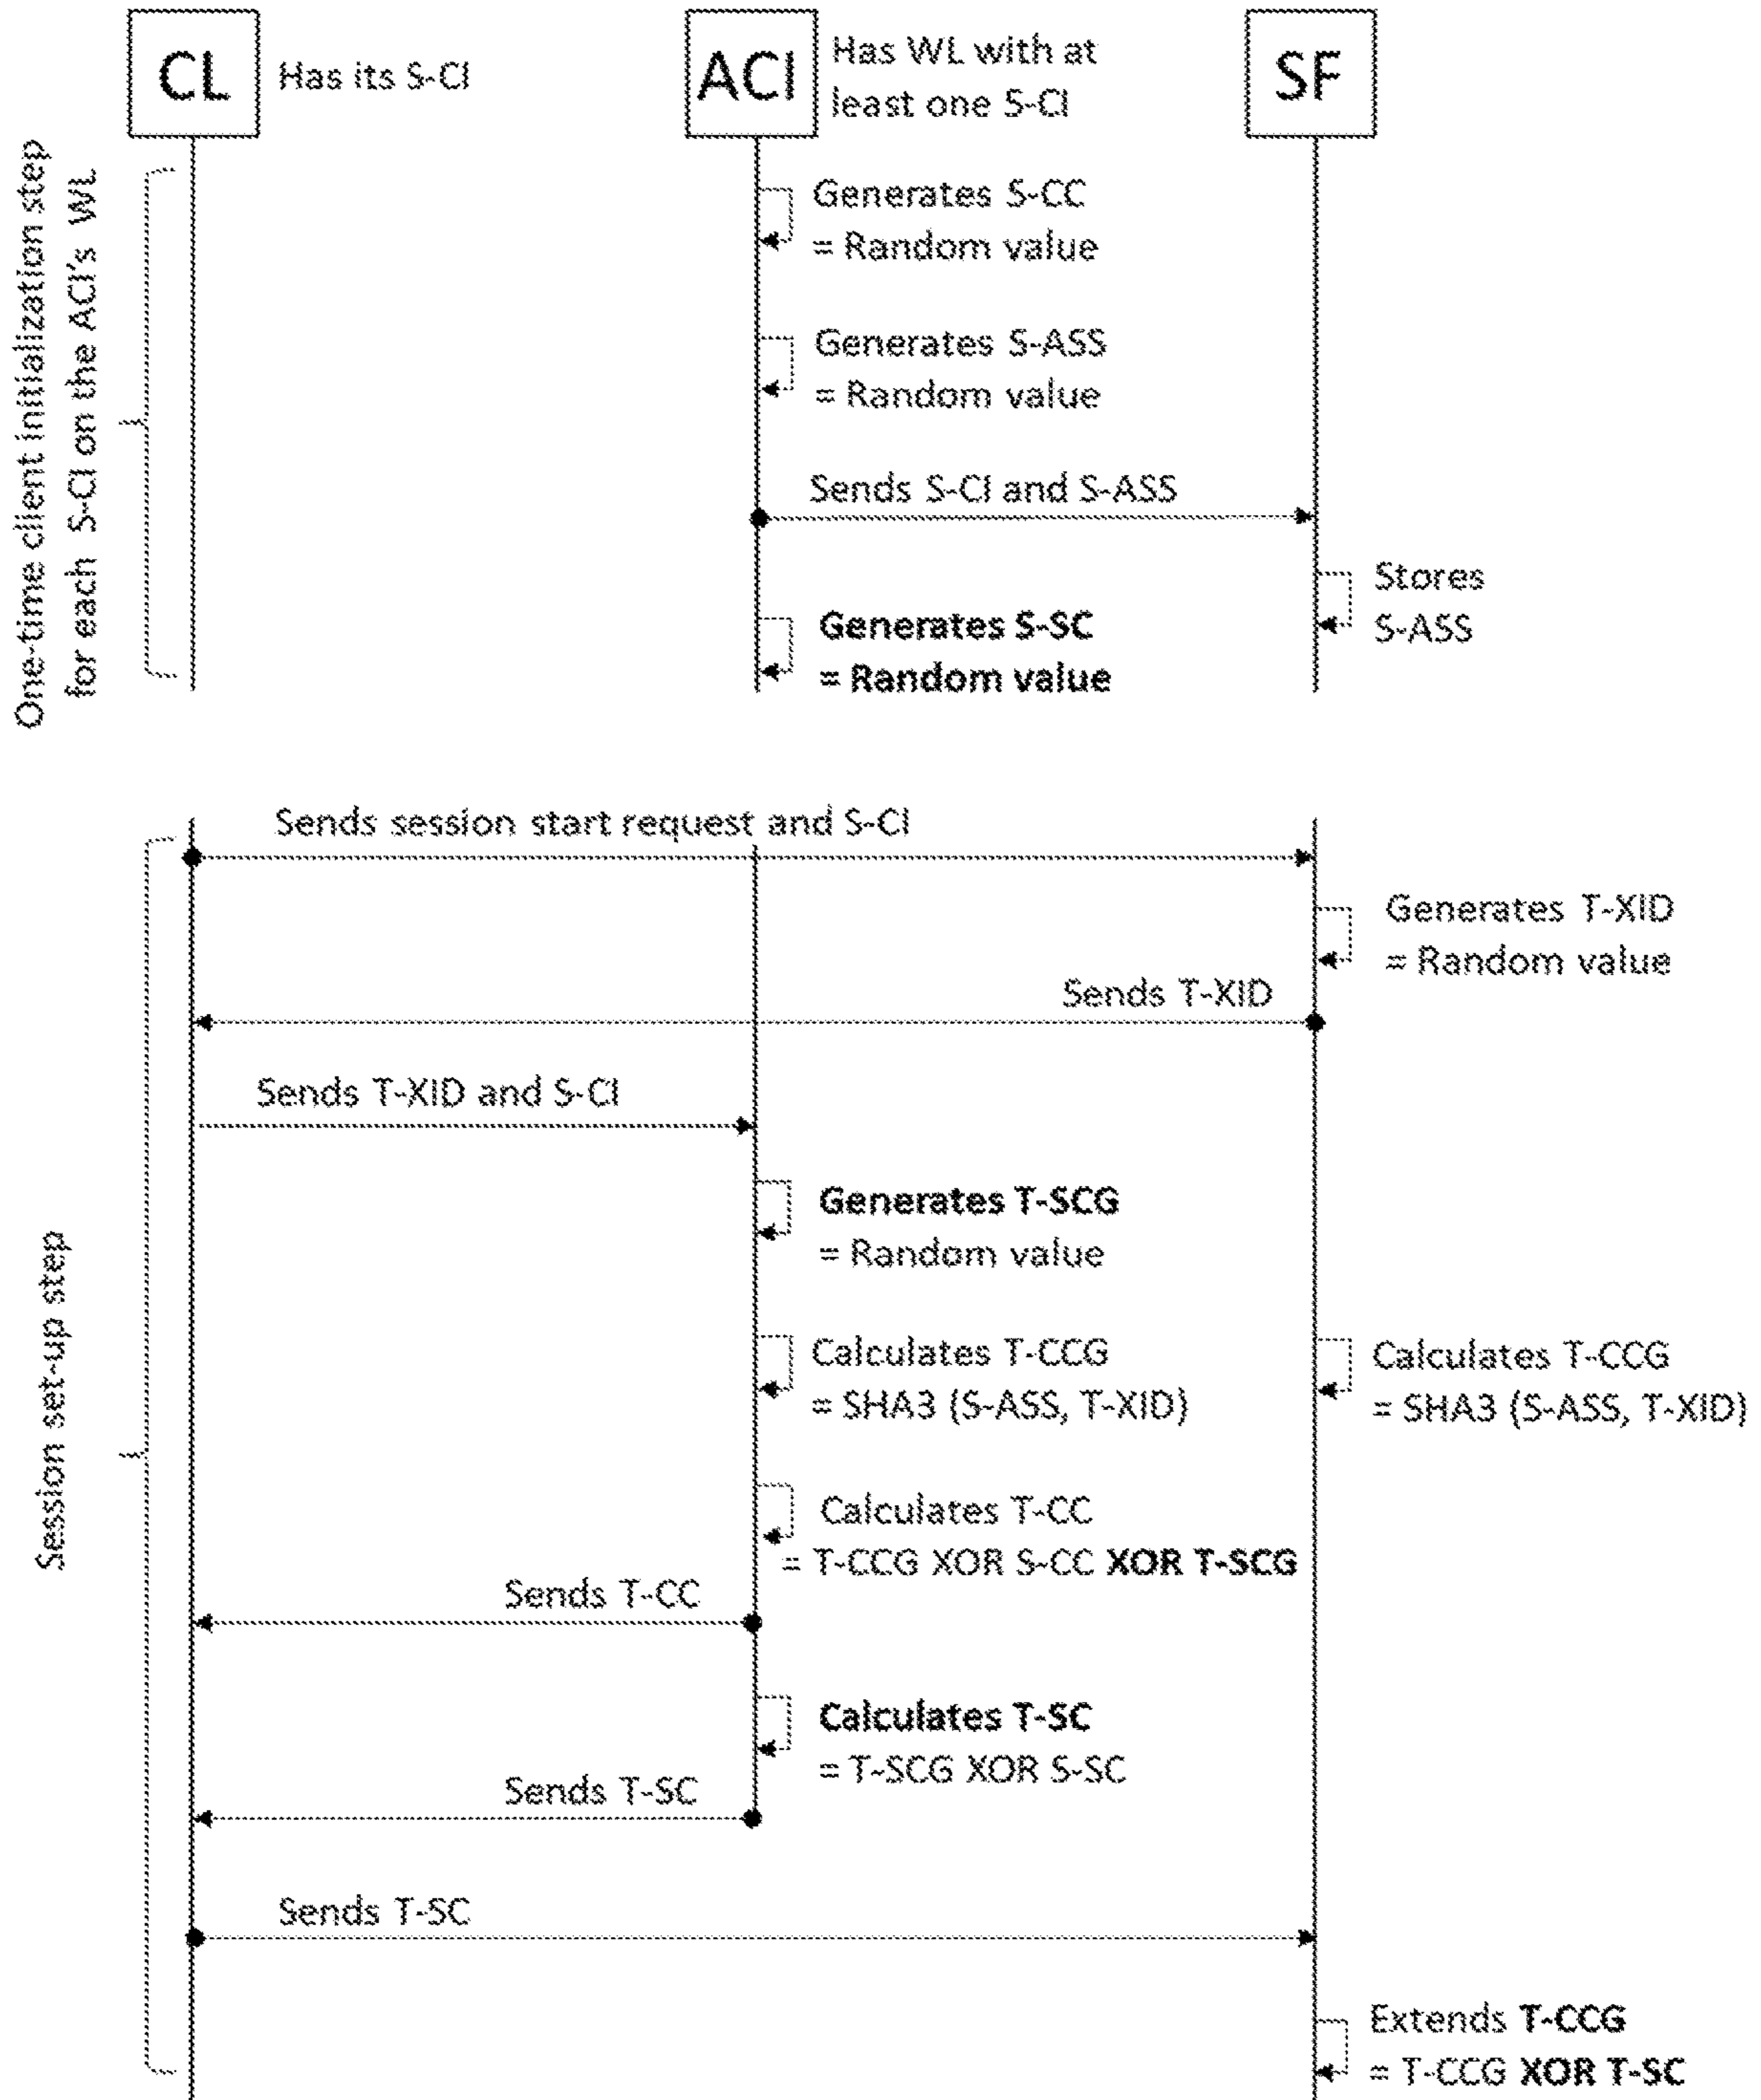 CL
Has its S-CI
ACI
Has WL with at
least one S-CI
SF
One-time client initialization step
for each S-CI on the ACI's WL
Generates S-CC
= Random value
Generates S-ASS
= Random value
Sends S-CI and S-ASS
Stores
S-ASS
Generates S-SC
= Random value
Session set-up step
Sends session start request and S-CI
Generates T-XID
= Random value
Sends T-XID
Sends T-XID and S-CI
Generates T-SCG
= Random value
Calculates T-CCG
= SHA3 (S-ASS, T-XID)
Calculates T-CCG
= SHA3 (S-ASS, T-XID)
Calculates T-CC
= T-CCG XOR S-CC XOR T-SCG
Sends T-CC
Calculates T-SC
= T-SCG XOR S-SC
Sends T-SC
Sends T-SC
Extends T-CCG
= T-CCG XOR T-SC